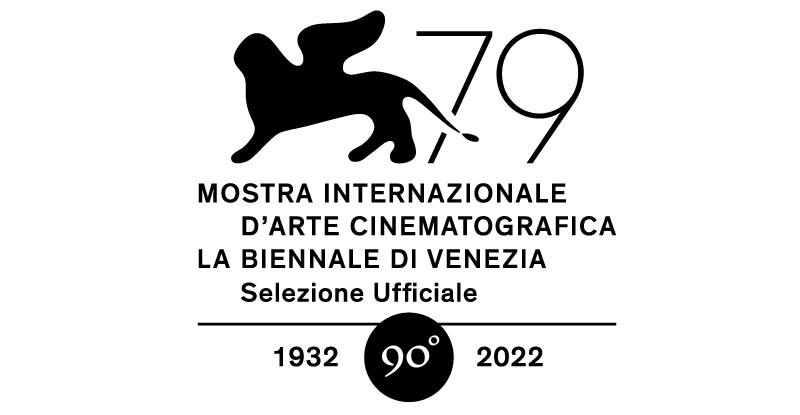 79
MOSTRA INTERNAZIONALE
D’ARTE CINEMATOGRAFICA
LA BIENNALE DI VENEZIA
Selezione Ufficiale
1932 90° 2022